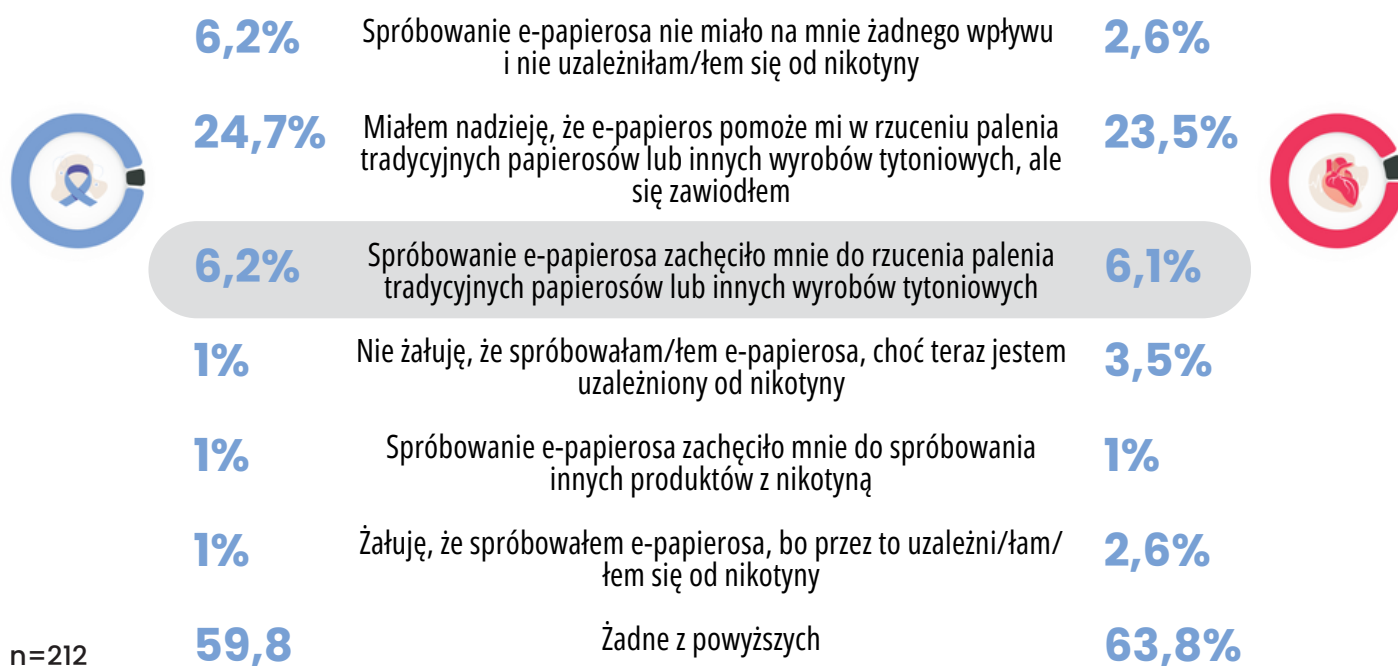 6,2% Spróbowanie e-papierosa nie miało na mnie żadnego wpływu 2,6%
i nie uzależniłam/łem się od nikotyny
24,7% Miałem nadzieję, że e-papieros pomoże mi w rzuceniu palenia 23,5%
tradycyjnych papierosów lub innych wyrobów tytoniowych, ale
się zawiodłem
6,2% Spróbowanie e-papierosa zachęciło mnie do rzucenia palenia 6,1%
tradycyjnych papierosów lub innych wyrobów tytoniowych
1% Nie żałuję, że spróbowałam/łem e-papierosa, choć teraz jestem 3,5%
uzależniony od nikotyny
1% Spróbowanie e-papierosa zachęciło mnie do spróbowania 1%
innych produktów z nikotyną
1% Żałuję, że spróbowałem e-papierosa, bo przez to uzależni/łam/ 2,6%
łem się od nikotyny
n=212 59,8 Żadne z powyższych 63,8%